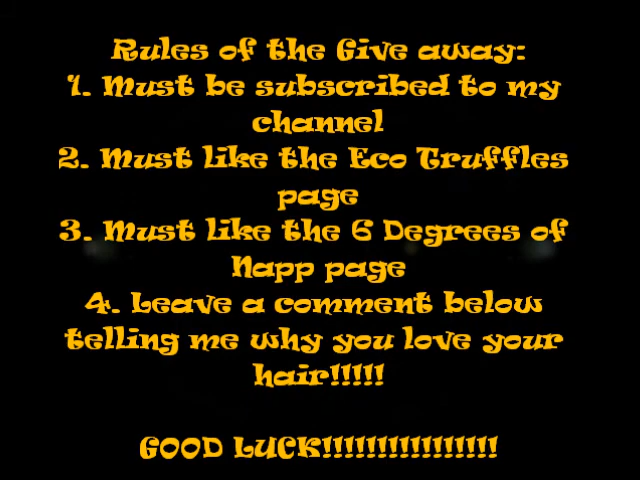 Rules of the Give away:
1. Must be subscribed to my
channel
2. Must like the Eco Truffles
page
3. Must like the 6 Degrees of
Napp page
4. Leave a comment below
telling me why you love your
hair!!!!!
GOOD LUCK!!!!!!!!!!!!!!!!